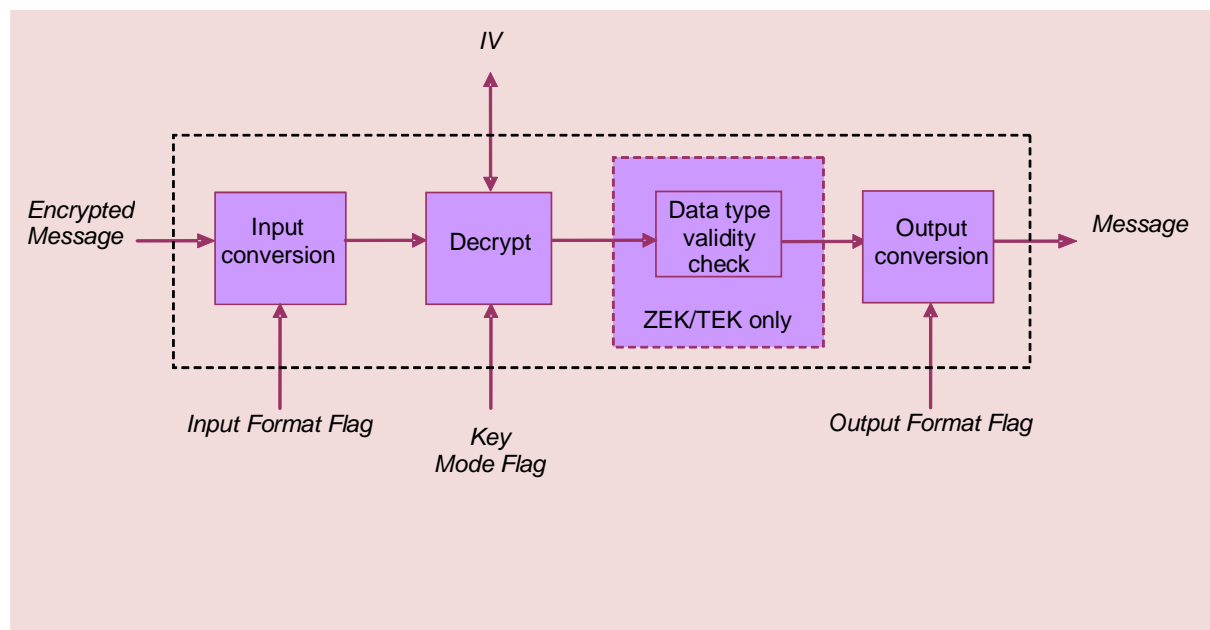 IV
Encrypted
Message
Input
conversion
Decrypt
Data type
validity
check
ZEK/TEK only
Output
conversion
Message
Input Format Flag
Key
Mode Flag
Output Format Flag